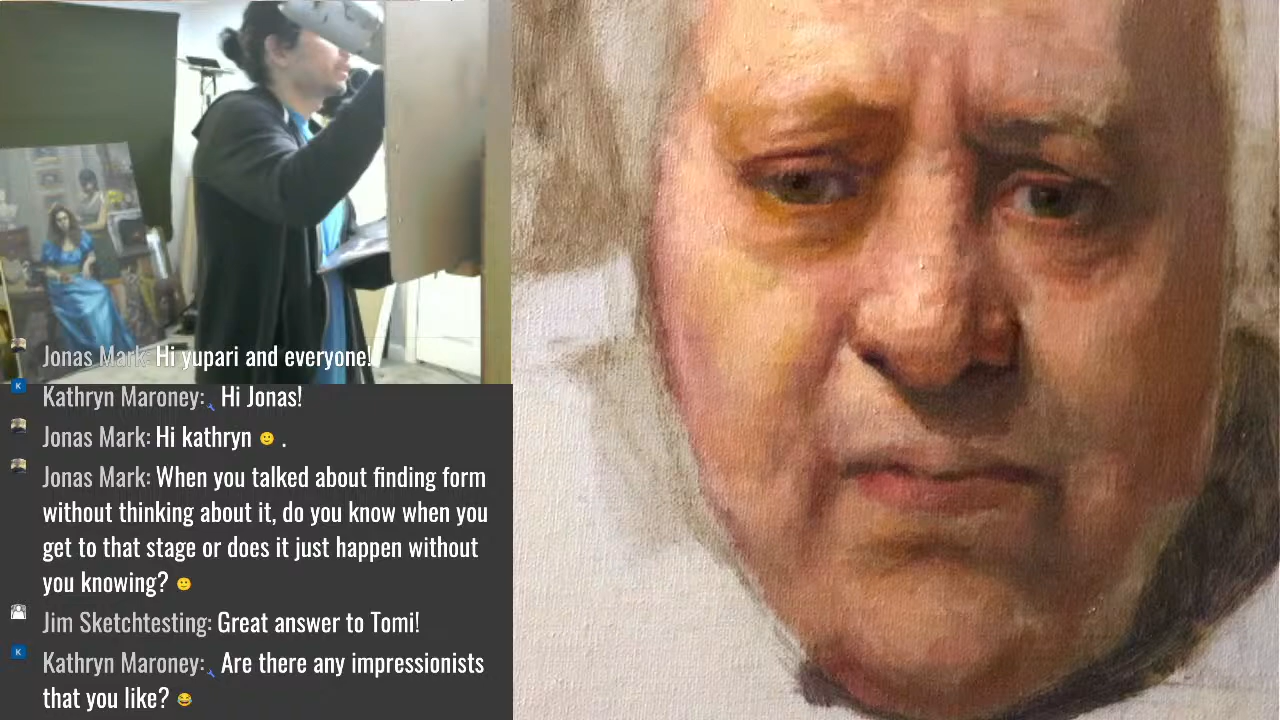 Jonas Mark: Hi yupari and everyone!
K
Kathryn Maroney: Hi Jonas!
Jonas Mark: Hi kathryn 🙂 .
Jonas Mark: When you talked about finding form
without thinking about it, do you know when you
get to that stage or does it just happen without
you knowing? 🙂
Jim Sketchtesting: Great answer to Tomi!
K
Kathryn Maroney: Are there any impressionists
that you like? 😂